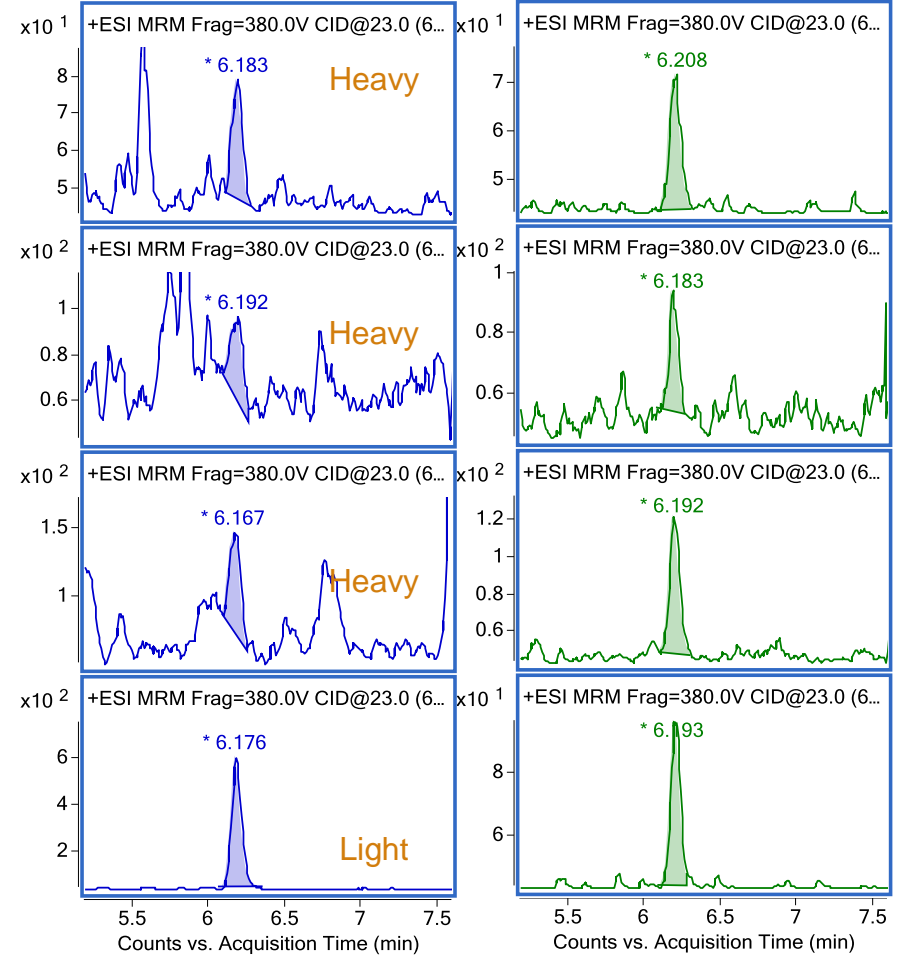 x10 1 +ESI MRM Frag=380.0V CID@23.0 (6...
* 6.183
Heavy
8
7
6
5
x10 1 +ESI MRM Frag=380.0V CID@23.0 (6...
* 6.208
7
6
5
x10 2 +ESI MRM Frag=380.0V CID@23.0 (6...
* 6.192
Heavy
1
0.8
0.6
x10 2 +ESI MRM Frag=380.0V CID@23.0 (6...
* 6.183
1
0.8
0.6
x10 2 +ESI MRM Frag=380.0V CID@23.0 (6...
* 6.167
1.5
Heavy
1
x10 2 +ESI MRM Frag=380.0V CID@23.0 (6...
* 6.192
1.2
1
0.8
0.6
x10 2 +ESI MRM Frag=380.0V CID@23.0 (6...
* 6.176
6
4
2
Light
5.5 6 6.5 7 7.5
Counts vs. Acquisition Time (min)
x10 1 +ESI MRM Frag=380.0V CID@23.0 (6...
* 6.193
8
6
5.5 6 6.5 7 7.5
Counts vs. Acquisition Time (min)